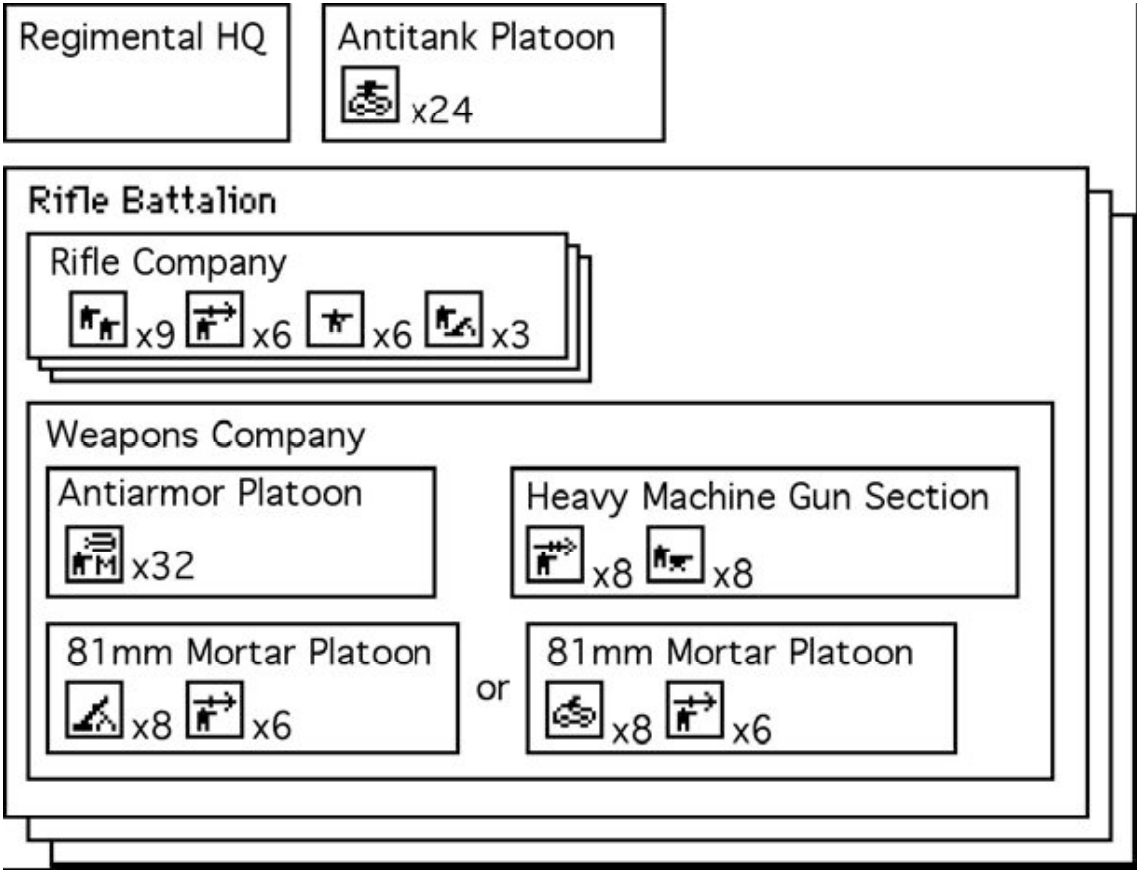 Regimental HQ
Antitank Platoon
x24
Rifle Battalion
Rifle Company
x9 x6 x6 x3
Weapons Company
Antiarmor Platoon
M x32
Heavy Machine Gun Section
x8 x8
81mm Mortar Platoon
x8 x6
or
81mm Mortar Platoon
x8 x6